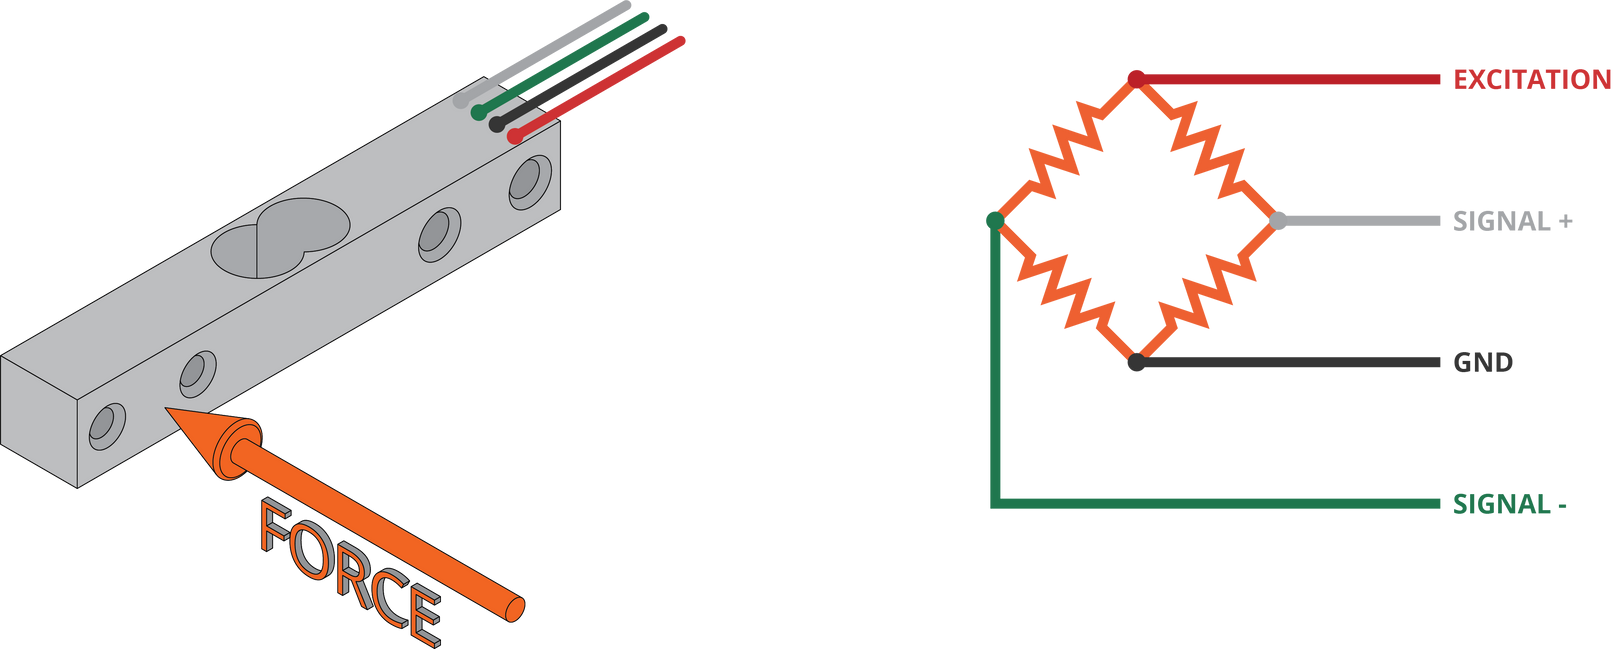 FORCE
EXCITATION
SIGNAL +
GND
SIGNAL -